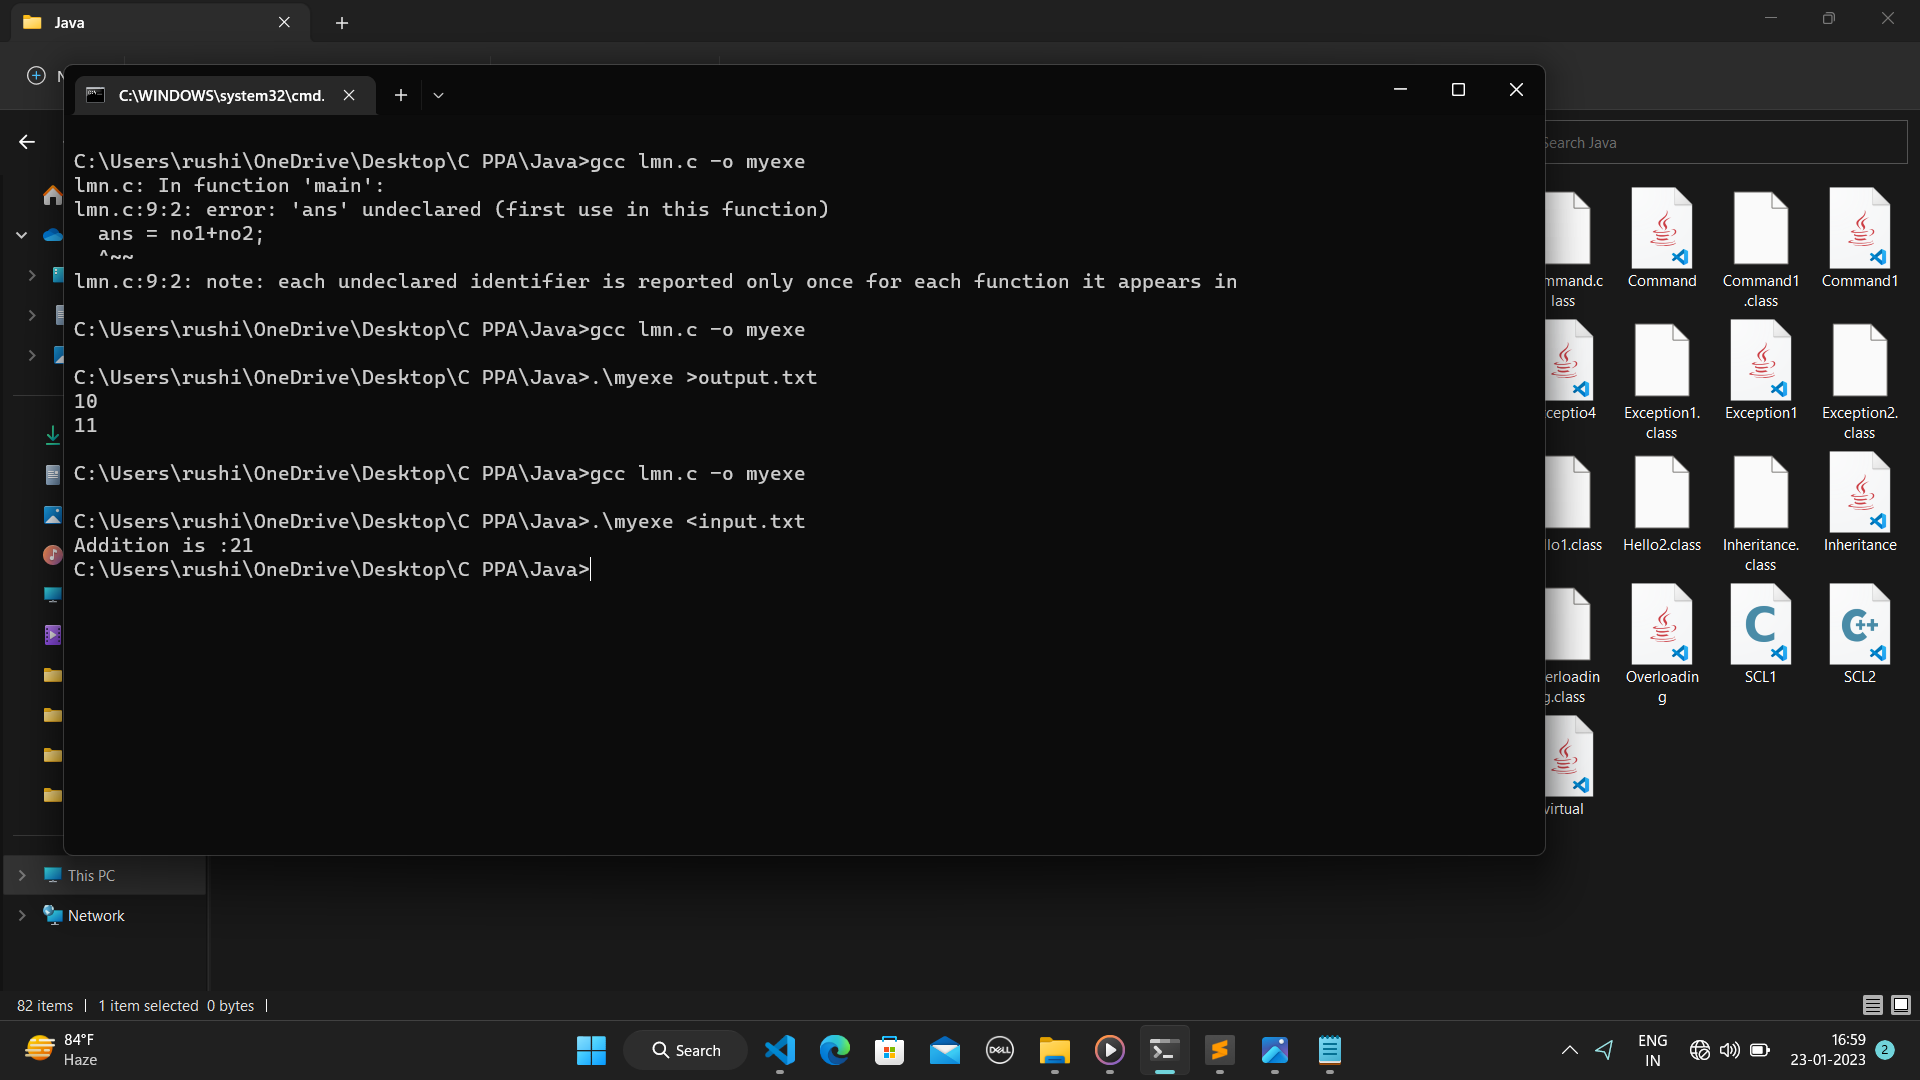 Java
C:\WINDOWS\system32\cmd.
C:\Users\rushi\OneDrive\Desktop\C PPA\Java>gcc lmn.c -o myexe
lmn.c: In function 'main':
lmn.c:9:2: error: 'ans' undeclared (first use in this function)
ans = no1+no2;
^~~
lmn.c:9:2: note: each undeclared identifier is reported only once for each function it appears in
C:\Users\rushi\OneDrive\Desktop\C PPA\Java>gcc lmn.c -o myexe
C:\Users\rushi\OneDrive\Desktop\C PPA\Java>.\myexe >output.txt
10
11
C:\Users\rushi\OneDrive\Desktop\C PPA\Java>gcc lmn.c -o myexe
C:\Users\rushi\OneDrive\Desktop\C PPA\Java>.\myexe <input.txt
Addition is :21
C:\Users\rushi\OneDrive\Desktop\C PPA\Java>
Search Java
mmand.c
lass
Command
Command1
.class
Command1
ceptio4
Exception1.
class
Exception1
Exception2.
class
llo1.class
Hello2.class
Inheritance.
class
Inheritance
erloadin
g.class
Overloadin
g
SCL1
SCL2
virtual
This PC
Network
82 items
1 item selected 0 bytes
84°F
Haze
Search
DELL
ENG
IN
16:59
23-01-2023
2